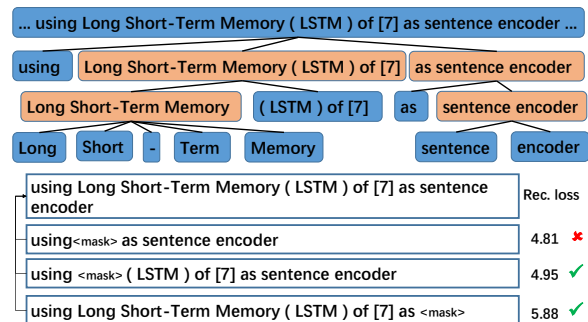 ... using Long Short-Term Memory ( LSTM ) of [7] as sentence encoder ...
using Long Short-Term Memory ( LSTM ) of [7] as sentence encoder
Long Short-Term Memory ( LSTM ) of [7] as sentence encoder
Long Short - Term Memory sentence encoder
using Long Short-Term Memory ( LSTM ) of [7] as sentence
encoder
Rec. loss
using<mask> as sentence encoder 4.81 ✘
using <mask> ( LSTM ) of [7] as sentence encoder 4.95 ✓
using Long Short-Term Memory ( LSTM ) of [7] as <mask> 5.88 ✓